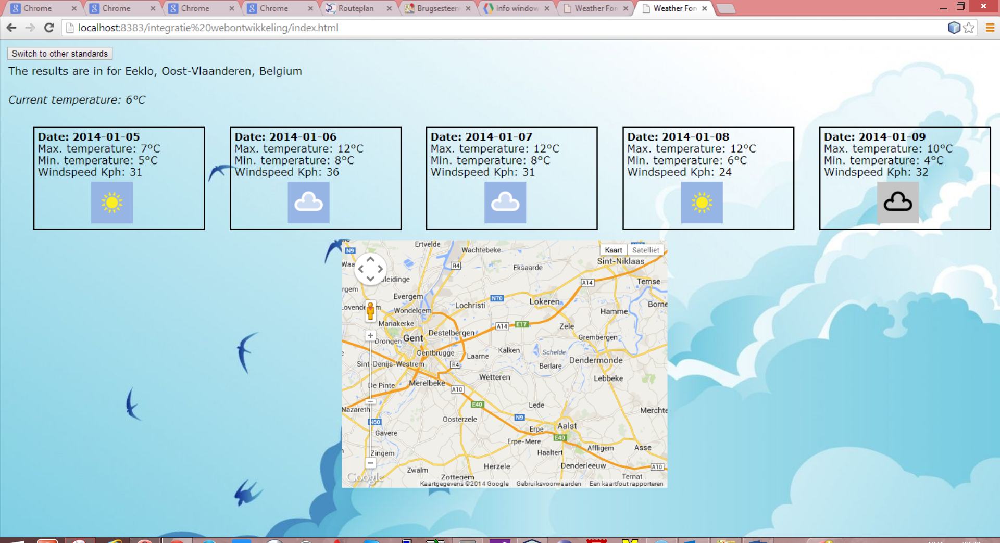 Chrome
Chrome
Chrome
Chrome
Routeplan
Brugsesteen
Info window
Weather For
Weather For
localhost:8383/integratie%20webontwikkeling/index.html
Switch to other standards
The results are in for Eeklo, Oost-Vlaanderen, Belgium
Current temperature: 6°C
Date: 2014-01-05
Max. temperature: 7°C
Min. temperature: 5°C
Windspeed Kph: 31
Date: 2014-01-06
Max. temperature: 12°C
Min. temperature: 8°C
Windspeed Kph: 36
Date: 2014-01-07
Max. temperature: 12°C
Min. temperature: 8°C
Windspeed Kph: 31
Date: 2014-01-08
Max. temperature: 12°C
Min. temperature: 6°C
Windspeed Kph: 24
Date: 2014-01-09
Max. temperature: 10°C
Min. temperature: 4°C
Windspeed Kph: 32
Ertvelde
N9
Wachtebeke
Kaart Satelliet
Sint-Niklaas
Waa
R4
Eksaarde
sleidinge
A14
Temse
rgem
Evergem
N70
Lokeren
Borne
ovende
m
Wondelgem
Lochristi
Hamme
Mariakerke
A14
E17
Zele
Destelbergen
Drongen
Gent
Grembergen
Gentbrugge
Laarne
Kalken
Schelde
Dendermonde
Sint-Denijs-Westrem
R4
Berlare
De Pinte
Merelbeke
A10
Wetteren
Lebbeke
E40
Lede
Nazareth
Merchte
N60
Oosterzele
N9
Gavere
Erpe
Aalst
Erpe-Mere
E40
Zingem
Haaltert
Affligem
Asse
Zwalm
Herzele
Denderleeuw
A10
Google
Zottegem
Ternat
Kaartgegevens ©2014 Google
Gebruiksvoorwaarden
Een kaartfout rapporteren